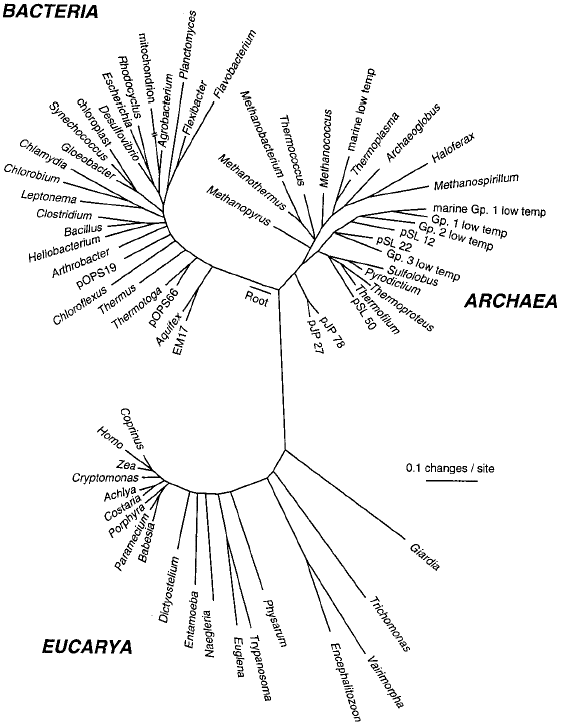 BACTERIA
Planctomyces
mitochondrion
Rhodocyclus
Escherichia
Desulfovibrio
Agrobacterium
Flexibacter
Flavobacterium
chloroplast
Synechococcus
Gloeobacter
Chlamydia
Chlorobium
Leptonema
Clostridium
Bacillus
Heliobacterium
Arthrobacter
pOPS19
Chloroflexus
Thermus
Thermotoga
pOPS66
Aquifex
EM17
Root
Methanobacterium
Thermococcus
Methanothermus
Methanopyrus
Methanococcus
marine low temp
Thermoplasma
Archaeoglobus
Haloferax
Methanospirillum
marine Gp. 1 low temp
Gp. 1 low temp
Gp. 2 low temp
pSL 12
pSL 22
Gp. 3 low temp
Sulfolobus
Pyrodictium
Thermoproteus
Thermofilum
pSL 50
pJP 78
pJP 27
ARCHAEA
0.1 changes / site
Coprinus
Homo
Zea
Cryptomonas
Achlya
Costaria
Porphyra
Paramecium
Babesia
Dictyostelium
Entamoeba
Naegleria
Euglena
Trypanosoma
Physarum
Encephalitozoon
Vairimorpha
Trichomonas
Giardia
EUCARYA